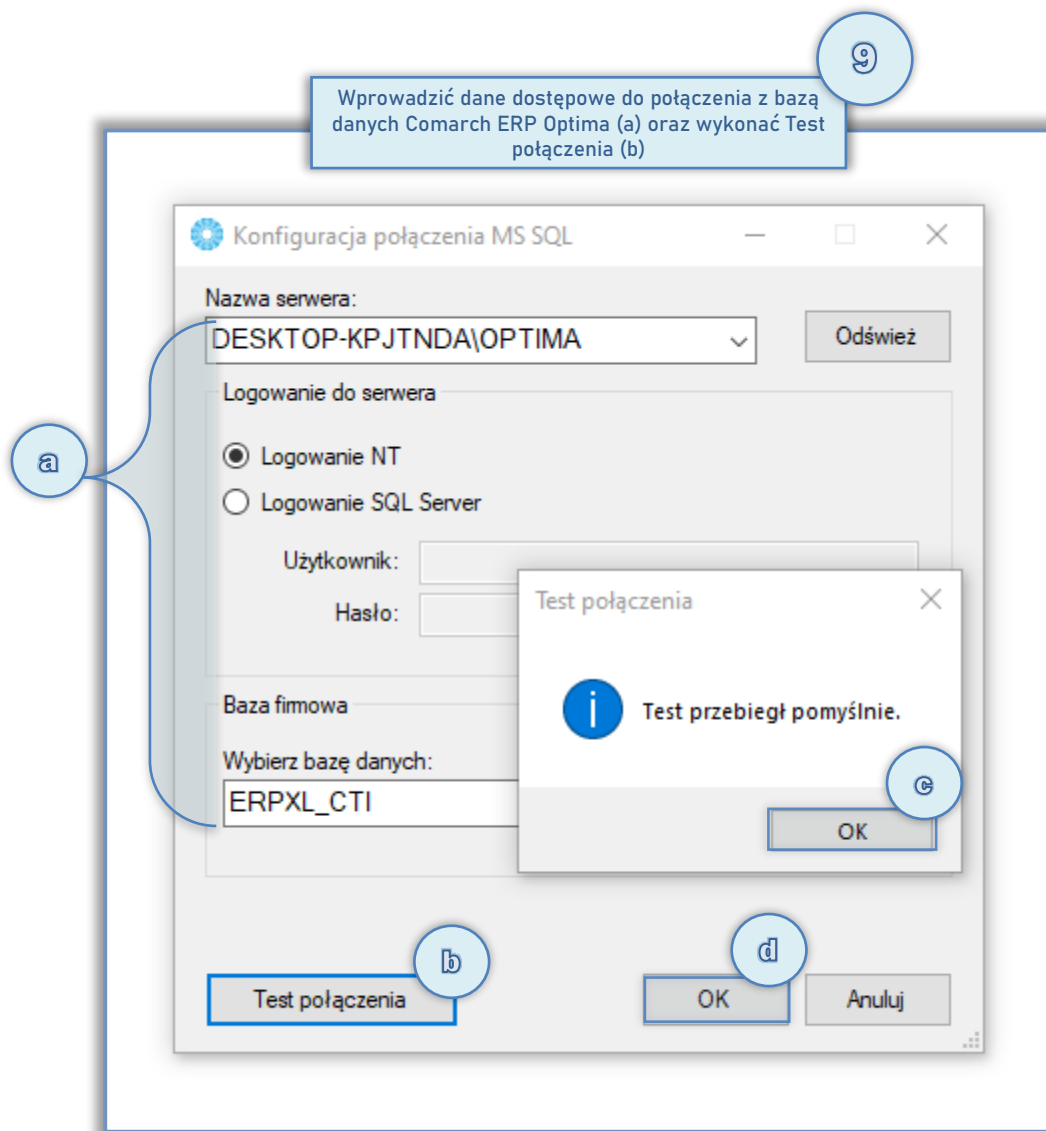 9
Wprowadzić dane dostępowe do połączenia z bazą
danych Comarch ERP Optima (a) oraz wykonać Test
połączenia (b)
Konfiguracja połączenia MS SQL
Nazwa serwera:
DESKTOP-KPJTNDA\OPTIMA
Odśwież
Logowanie do serwera
a
Logowanie NT
Logowanie SQL Server
Użytkownik:
Hasło:
Test połączenia
Test przebiegł pomyślnie.
c
OK
Baza firmowa
Wybierz bazę danych:
ERPXL_CTI
b
d
Test połączenia
OK
Anuluj